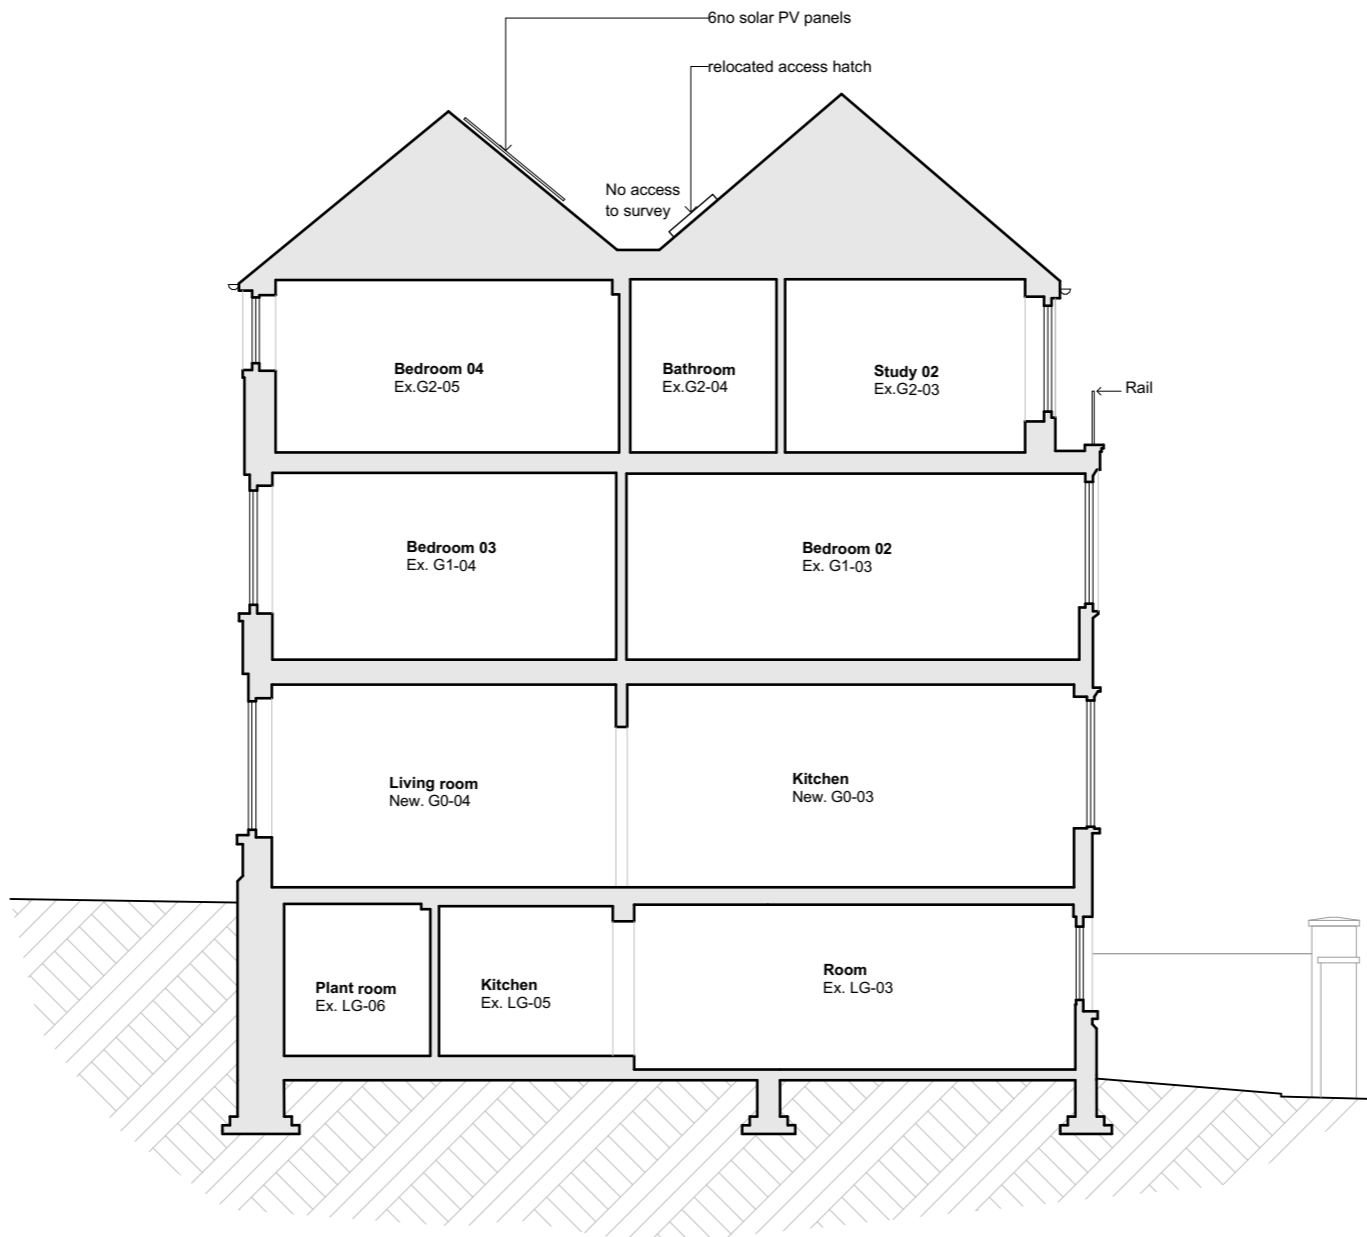 6no solar PV panels
relocated access hatch
No access
to survey
Bedroom 04
Ex.G2-05
Bathroom
Ex.G2-04
Study 02
Ex.G2-03
Rail
Bedroom 03
Ex. G1-04
Bedroom 02
Ex. G1-03
Living room
New. G0-04
Kitchen
New. G0-03
Plant room
Ex. LG-06
Kitchen
Ex. LG-05
Room
Ex. LG-03